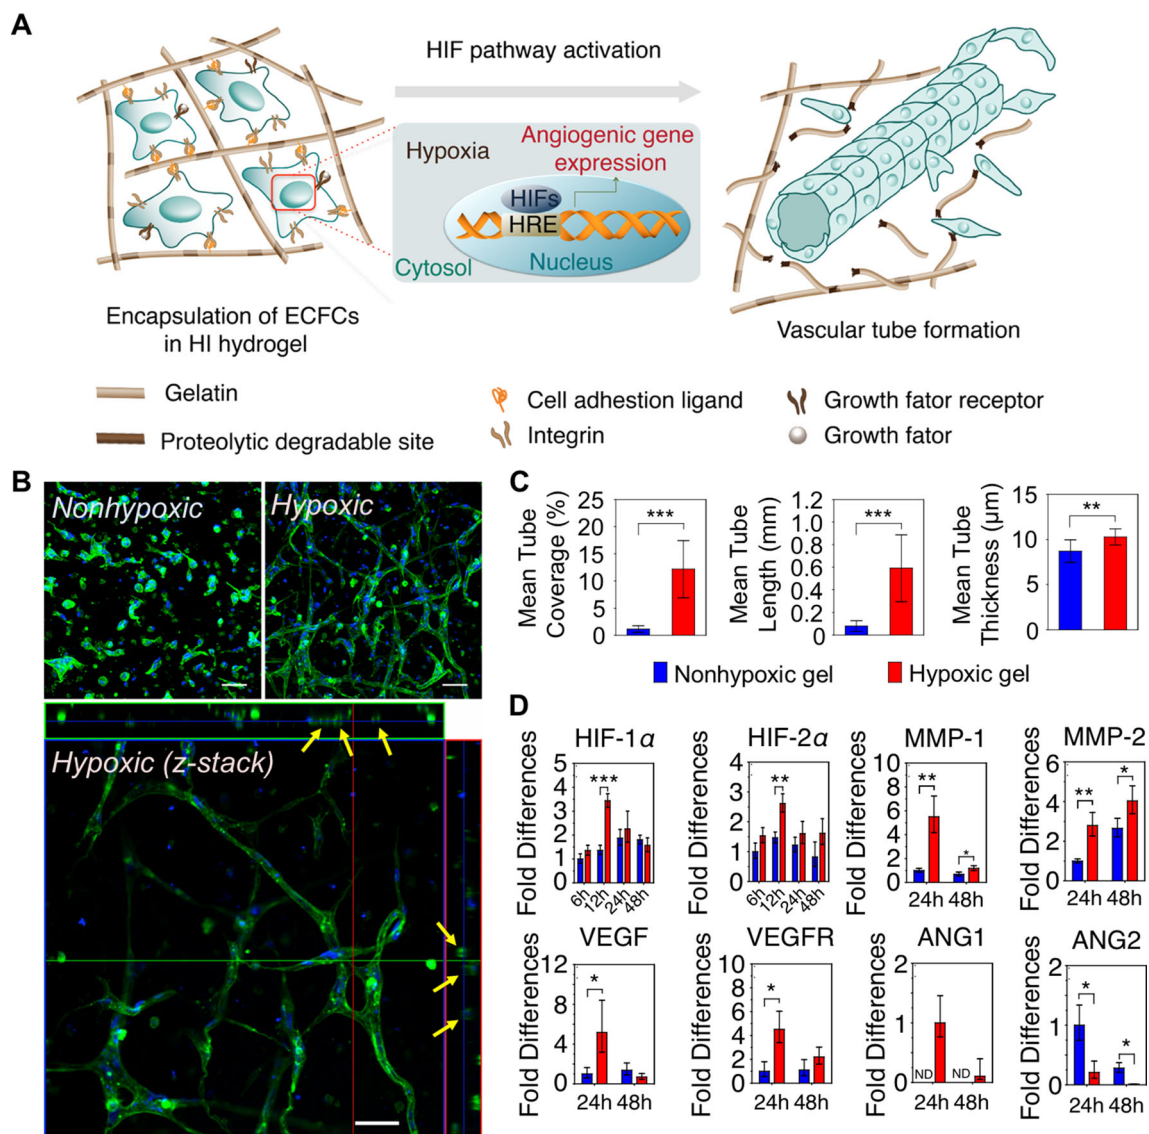 A
HIF pathway activation
Hypoxia
Angiogenic gene
expression
HIFs
HRE
Cytosol
Nucleus
Encapsulation of ECFCs
in HI hydrogel
Vascular tube formation
Gelatin
Proteolytic degradable site
Cell adhestion ligand
Integrin
Growth fator receptor
Growth fator
B
Nonhypoxic
Hypoxic
Hypoxic (z-stack)
C
Mean Tube
Coverage (%)
25
20
15
10
5
0
***
Mean Tube
Length (mm)
1.2
1.0
0.8
0.6
0.4
0.2
0
***
Mean Tube
Thickness (µm)
15
10
5
0
**
Nonhypoxic gel
Hypoxic gel
D
HIF-1α
Fold Differences
5
4
3
2
1
0
***
6h 12h 24h 48h
HIF-2α
Fold Differences
4
3
2
1
0
**
6h 12h 24h 48h
MMP-1
Fold Differences
10
8
6
4
2
0
**
*
24h 48h
MMP-2
Fold Differences
6
4
2
0
**
*
24h 48h
VEGF
Fold Differences
12
8
4
0
*
24h 48h
VEGFR
Fold Differences
10
8
6
4
2
0
*
24h 48h
ANG1
Fold Differences
2
1
0
ND
ND
24h 48h
ANG2
Fold Differences
2
1
0
*
*
24h 48h